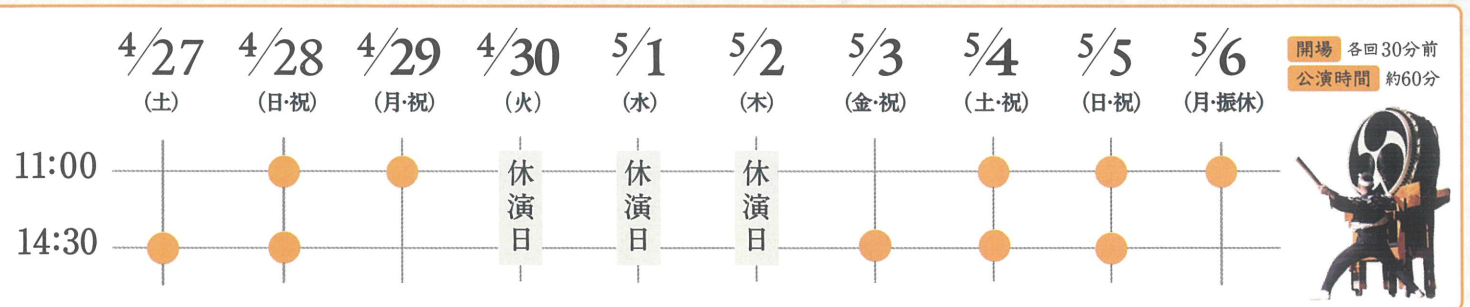 4/27 4/28 4/29 4/30 5/1 5/2 5/3 5/4 5/5 5/6
(土) (日・祝) (月・祝) (火) (水) (木) (金・祝) (土・祝) (日・祝) (月・振休)
開場 各回30分前
公演時間 約60分
11:00
休演日 休演日 休演日
14:30